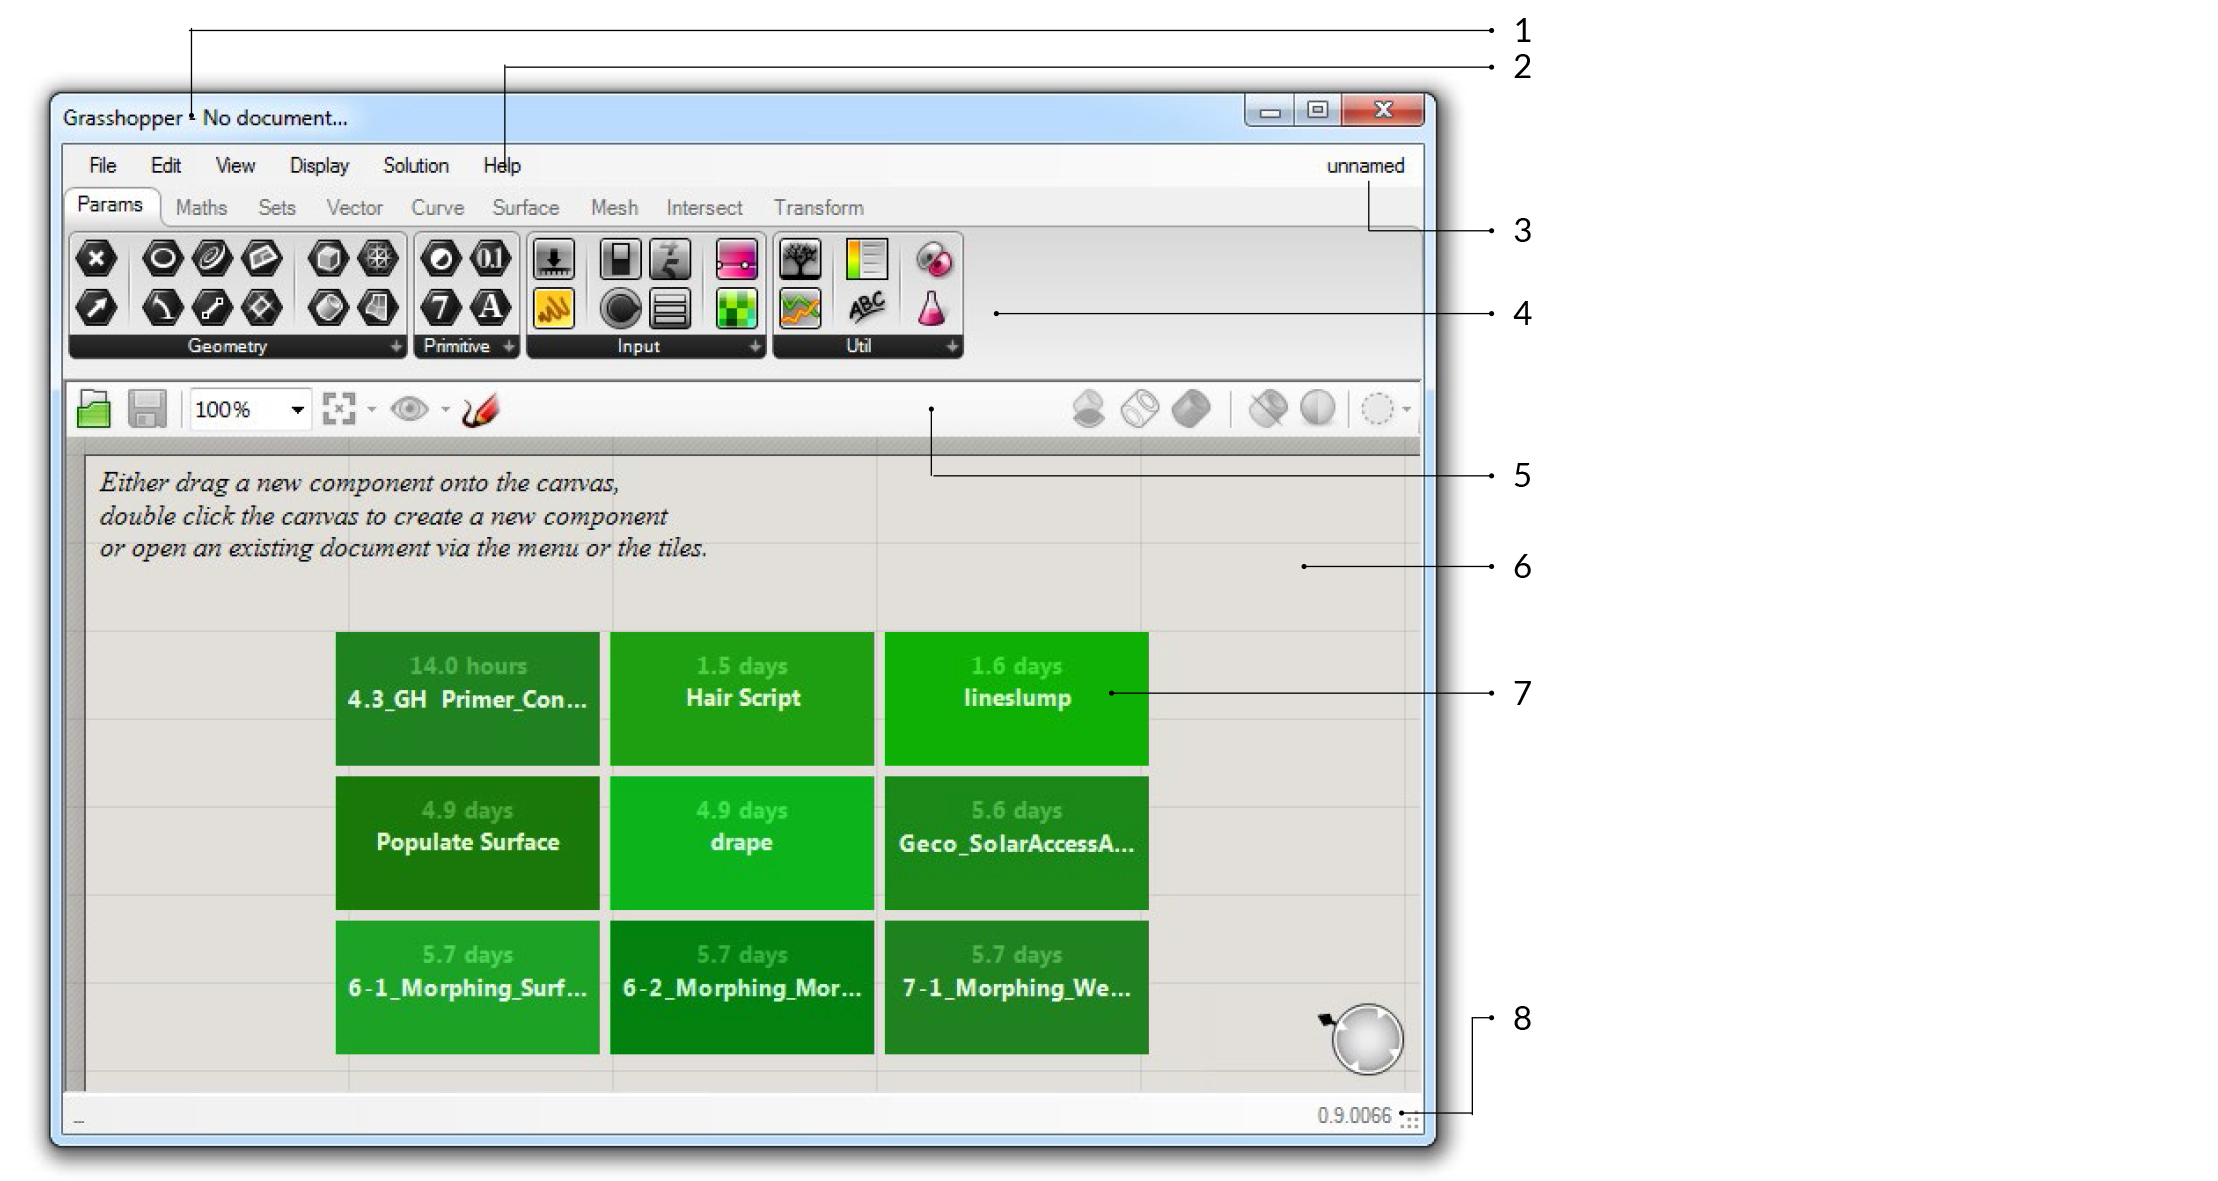 1
2
Grasshopper - No document...
File Edit View Display Solution Help unnamed
Params Maths Sets Vector Curve Surface Mesh Intersect Transform
3
0.1
7 A ABC
4
Geometry Primitive Input Util
100%
5
Either drag a new component onto the canvas,
double click the canvas to create a new component
or open an existing document via the menu or the tiles.
6
14.0 hours 1.5 days 1.6 days
4.3_GH Primer_Con... Hair Script lineslump
7
4.9 days 4.9 days 5.6 days
Populate Surface drape Geco_SolarAccessA...
5.7 days 5.7 days 5.7 days
6-1_Morphing_Surf... 6-2_Morphing_Mor... 7-1_Morphing_We...
8
... 0.9.0066